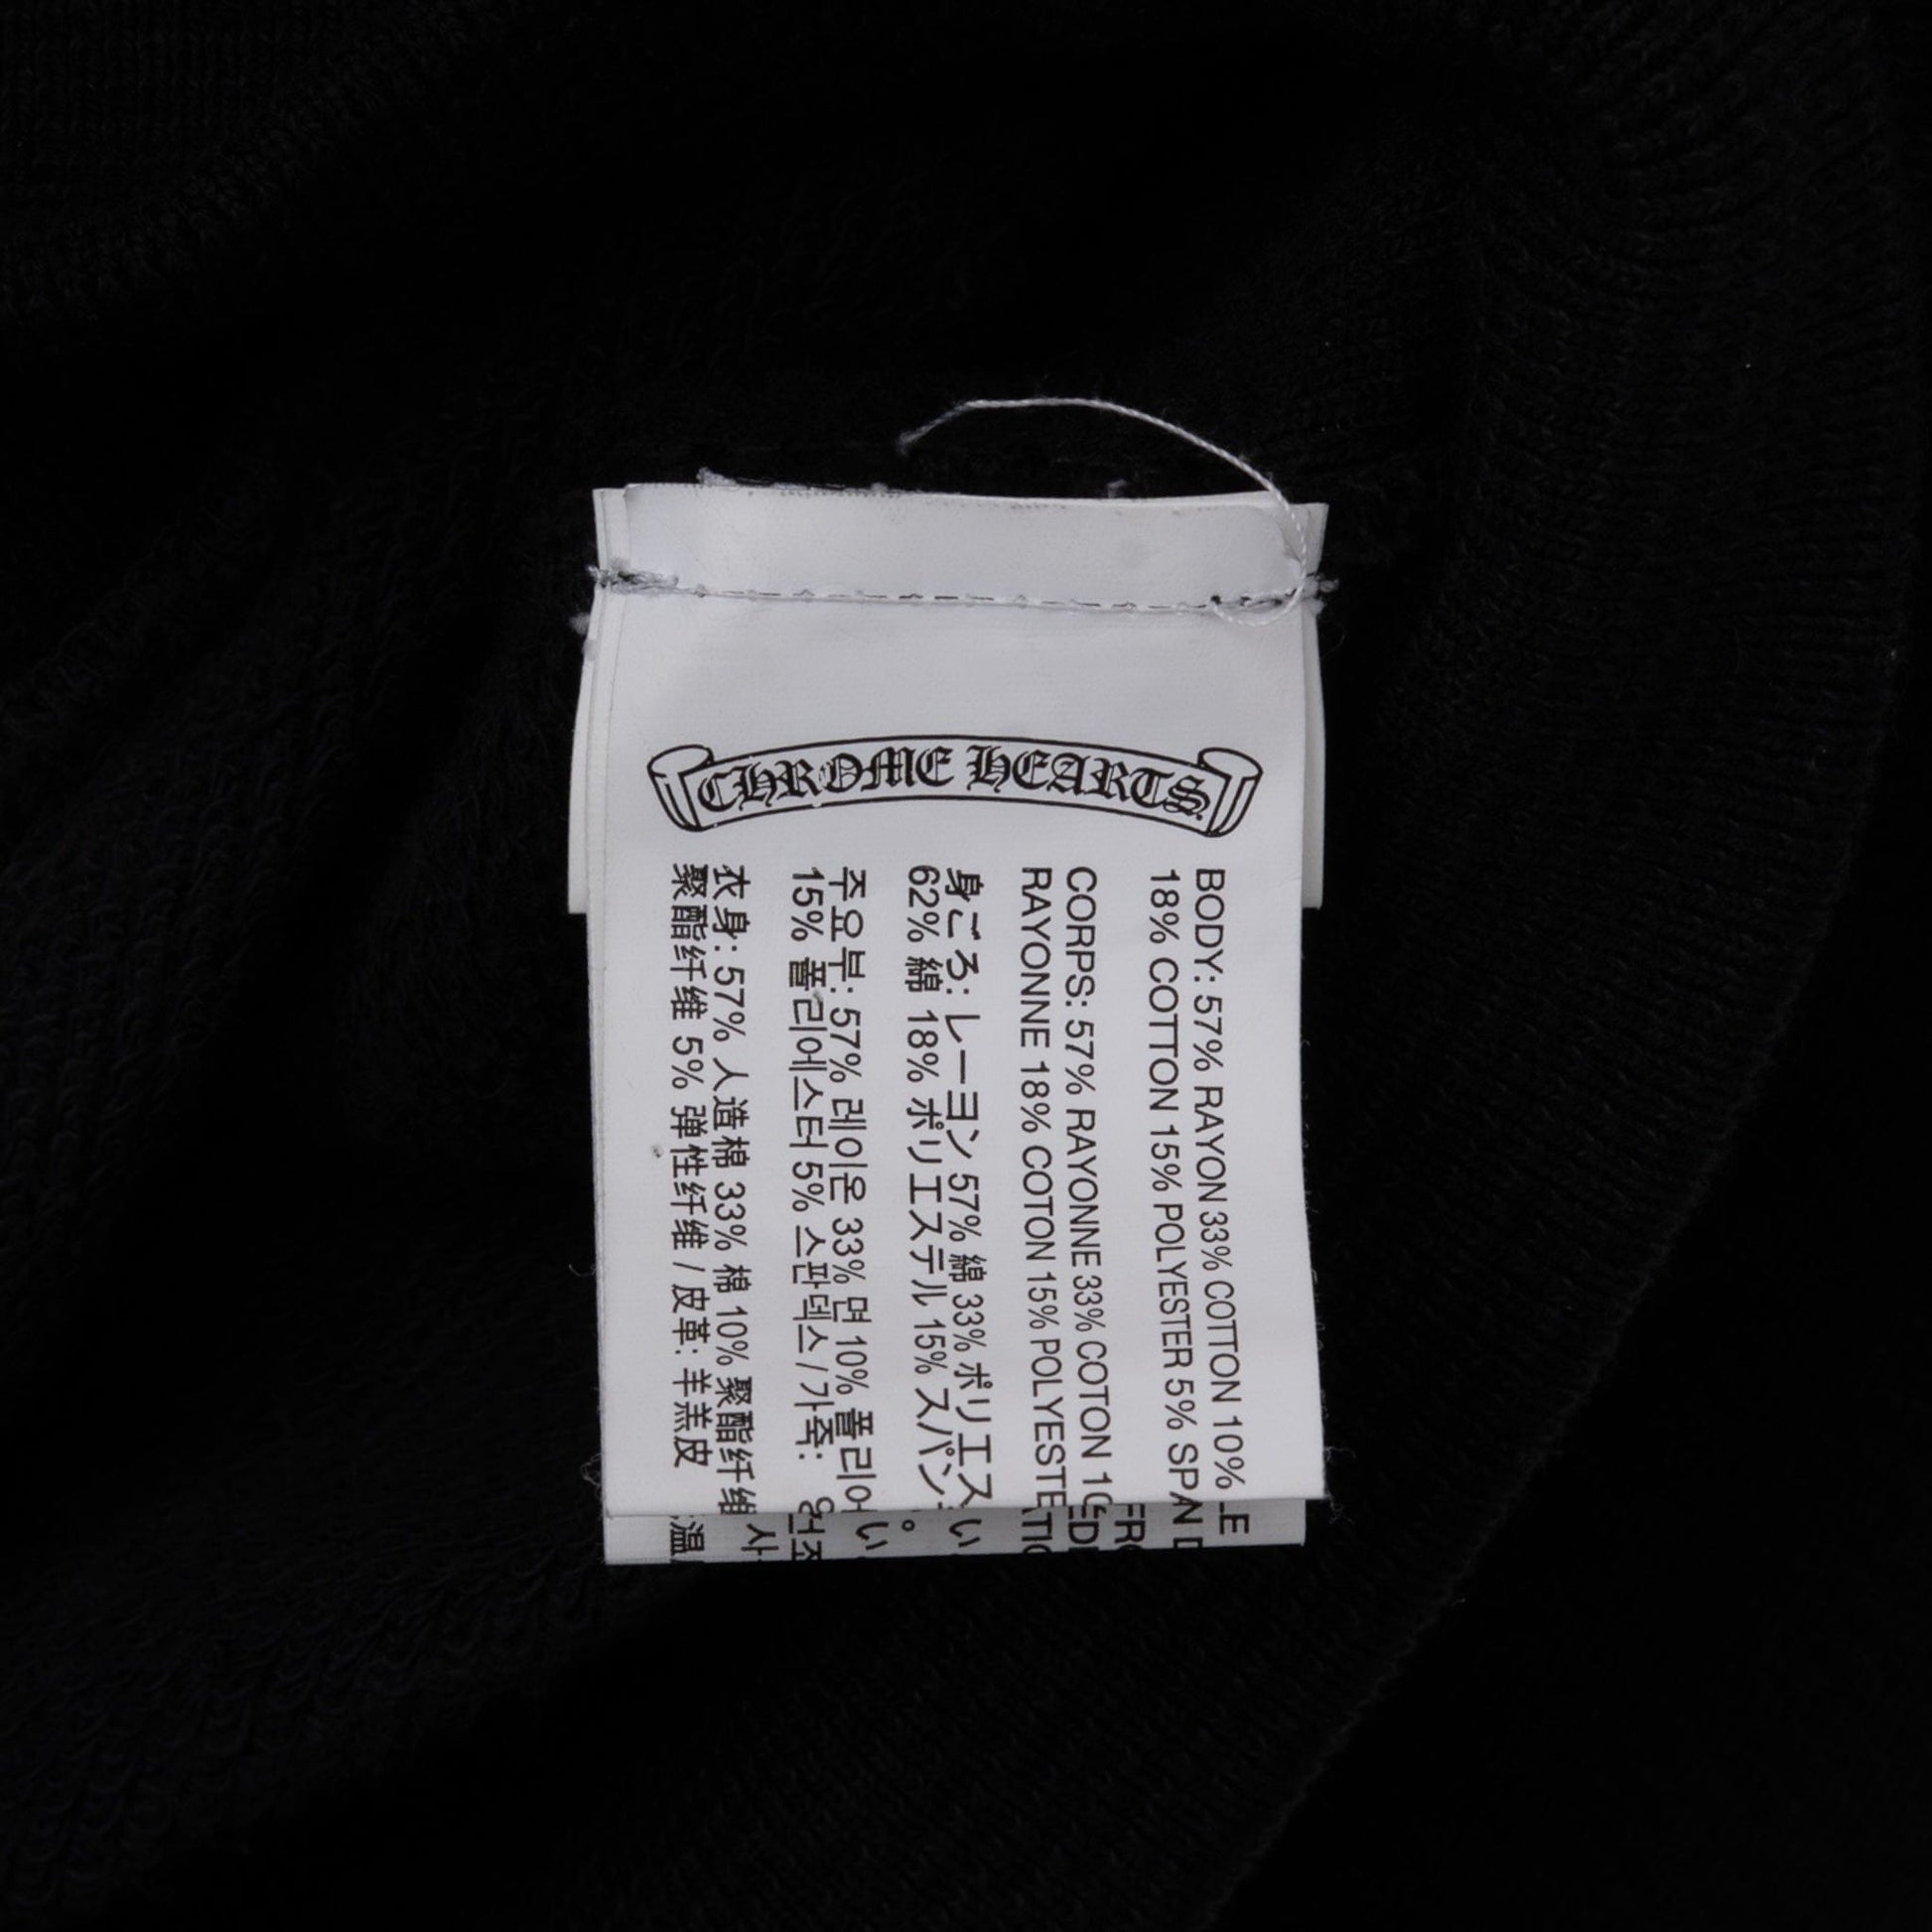 CHROME HEARTS
BODY: 57% RAYON 33% COTTON 10%
18% COTTON 15% POLYESTER 5% SPAN
CORPS: 57% RAYONNE 33% COTON
RAYONNE 18% COTON 15% POLYESTE
身ごろ: レーヨン 57% 綿 33% ポリエス
62% 綿 18% ポリエステル 15% スパン
주요부: 57% 레이온 33% 면 10% 폴리어
15% 폴리에스터 5% 스판덱스 / 가죽:
衣身: 57% 人造棉 33% 棉 10% 聚酯纤维
聚酯纤维 5% 弹性纤维 / 皮革: 羊羔皮